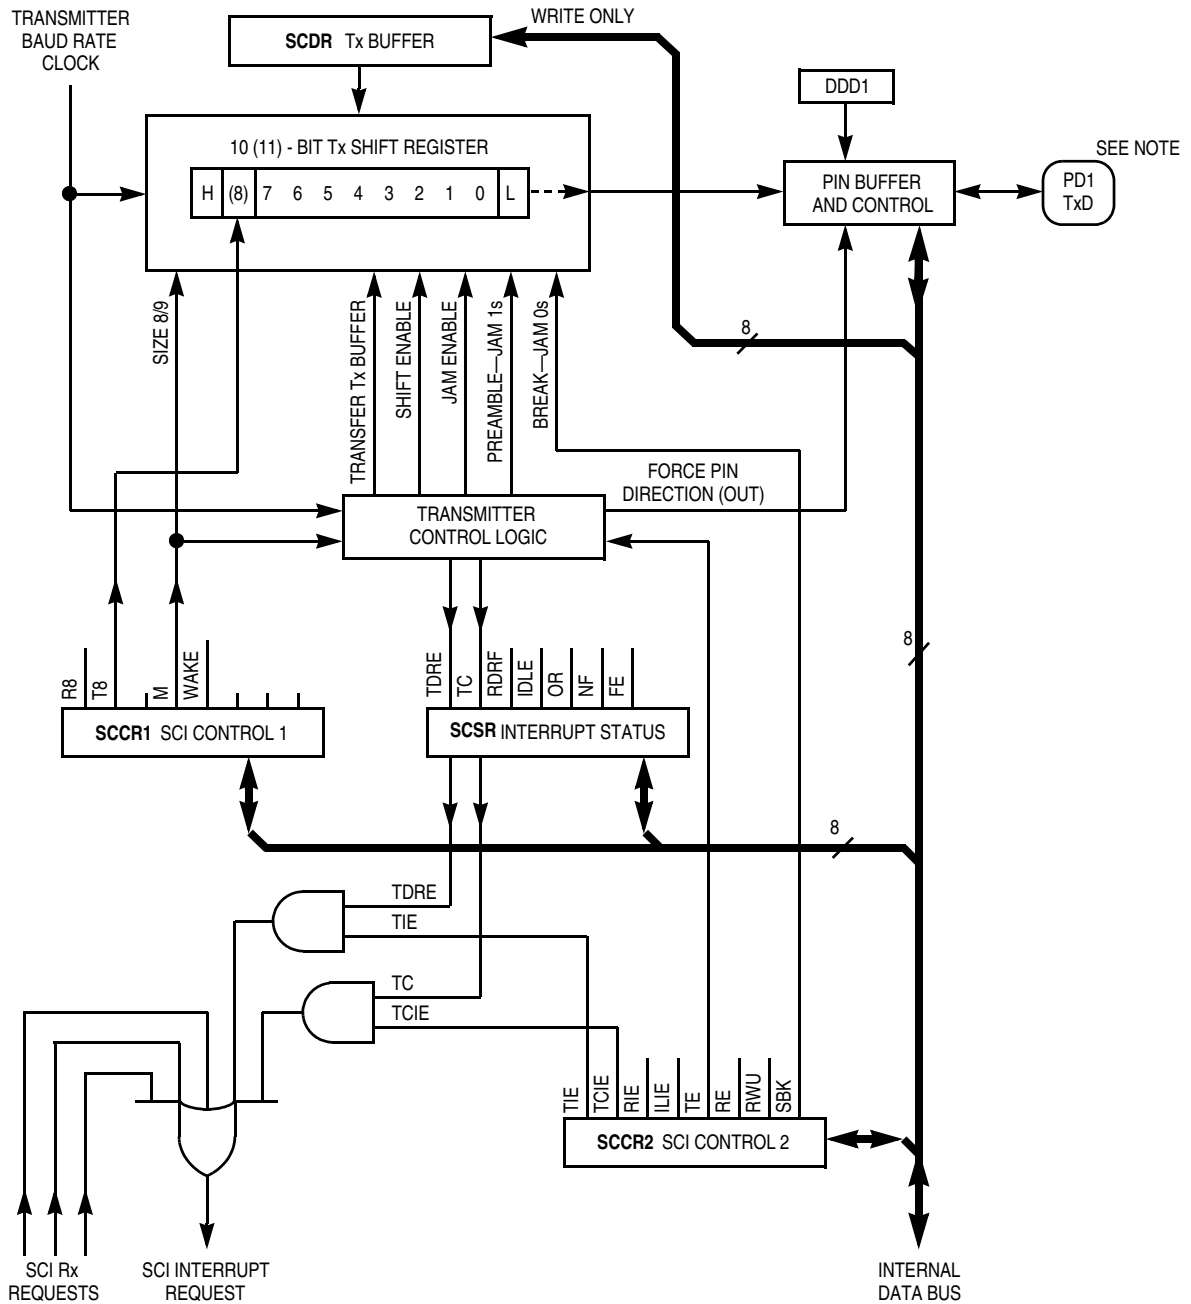 TRANSMITTER
BAUD RATE
CLOCK
SCDR Tx BUFFER
WRITE ONLY
DDD1
10 (11) - BIT Tx SHIFT REGISTER
H (8) 7 6 5 4 3 2 1 0 L
PIN BUFFER
AND CONTROL
SEE NOTE
PD1
TxD
SIZE 8/9
TRANSFER Tx BUFFER
SHIFT ENABLE
JAM ENABLE
PREAMBLE—JAM 1s
BREAK—JAM 0s
8
FORCE PIN
DIRECTION (OUT)
TRANSMITTER
CONTROL LOGIC
8
R8
T8
M
WAKE
TDRE
TC
RDRF
IDLE
OR
NF
FE
SCCR1 SCI CONTROL 1
SCSR INTERRUPT STATUS
8
TDRE
TIE
TC
TCIE
TIE
TCIE
RIE
ILIE
TE
RE
RWU
SBK
SCCR2 SCI CONTROL 2
SCI Rx
REQUESTS
SCI INTERRUPT
REQUEST
INTERNAL
DATA BUS